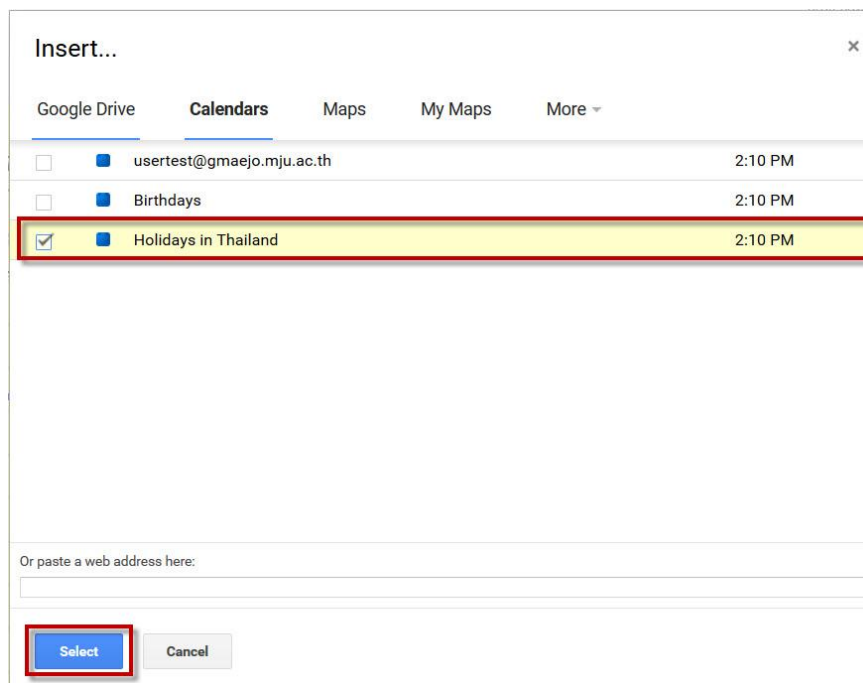 Insert...
Google Drive Calendars Maps My Maps More
usertest@gmaejo.mju.ac.th 2:10 PM
Birthdays 2:10 PM
Holidays in Thailand 2:10 PM
Or paste a web address here:
Select Cancel